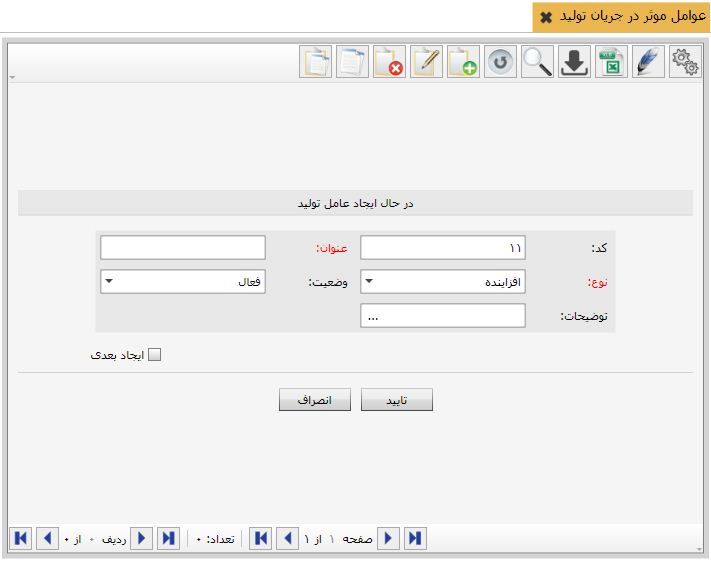 عوامل موثر در جریان تولید
در حال ایجاد عامل تولید
کد: ۱۱ عنوان:
نوع: افزاینده وضعیت: فعال
توضیحات: ...
ایجاد بعدی
تایید انصراف
صفحه ۱ از ۱ تعداد: ۰ ردیف ۰ از ۰